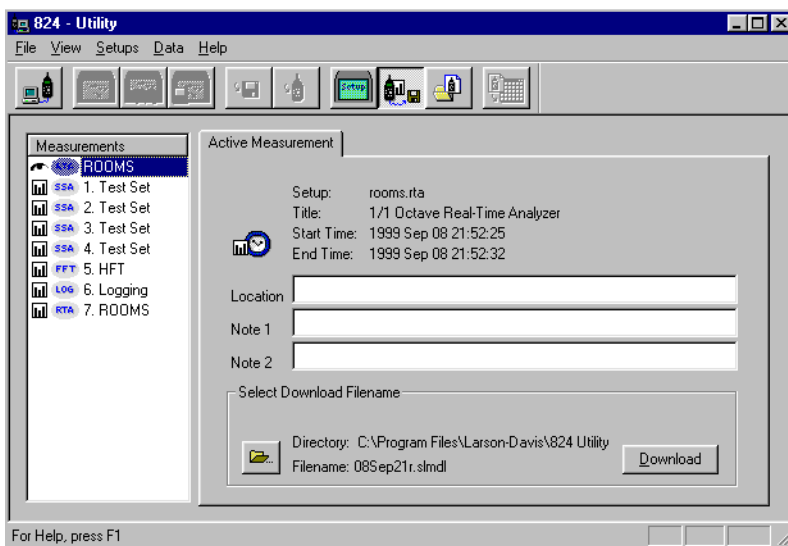 824 - Utility
File View Setups Data Help
Setup
Measurements
RTA ROOMS
SSA 1. Test Set
SSA 2. Test Set
SSA 3. Test Set
SSA 4. Test Set
FFT 5. HFT
LOG 6. Logging
RTA 7. ROOMS
Active Measurement
Setup: rooms.rta
Title: 1/1 Octave Real-Time Analyzer
Start Time: 1999 Sep 08 21:52:25
End Time: 1999 Sep 08 21:52:32
Location
Note 1
Note 2
Select Download Filename
Directory: C:\Program Files\Larson-Davis\824 Utility
Filename: 08Sep21r.slmdl
Download
For Help, press F1